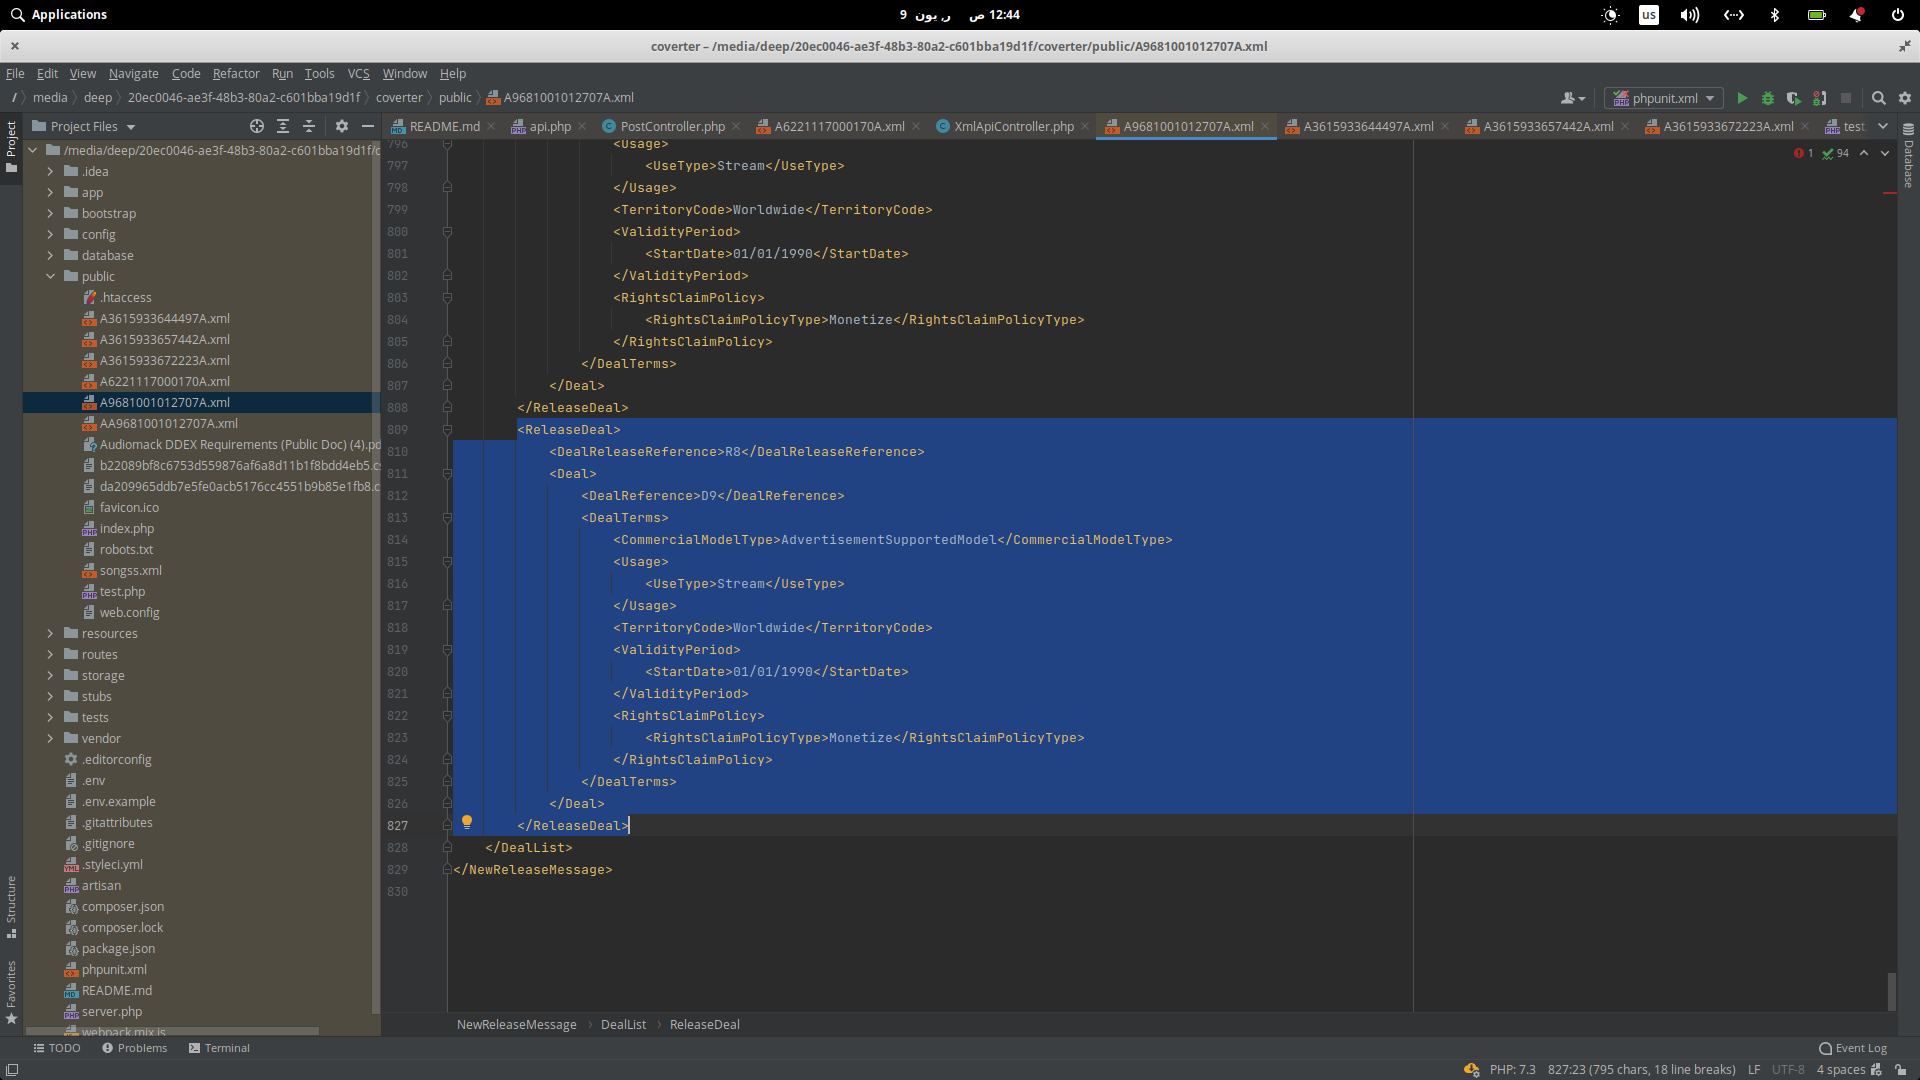 Applications
9 ر, يون  12:44 ص
us
coverter – /media/deep/20ec0046-ae3f-48b3-80a2-c601bba19d1f/coverter/public/A9681001012707A.xml
File Edit View Navigate Code Refactor Run Tools VCS Window Help
/ media deep 20ec0046-ae3f-48b3-80a2-c601bba19d1f coverter public A9681001012707A.xml
phpunit.xml
Project
Project Files
README.md api.php PostController.php A6221117000170A.xml XmlApiController.php A9681001012707A.xml A3615933644497A.xml A3615933657442A.xml A3615933672223A.xml test
Database
1 94
/media/deep/20ec0046-ae3f-48b3-80a2-c601bba19d1f/c
.idea
app
bootstrap
config
database
public
.htaccess
A3615933644497A.xml
A3615933657442A.xml
A3615933672223A.xml
A6221117000170A.xml
A9681001012707A.xml
AA9681001012707A.xml
Audiomack DDEX Requirements (Public Doc) (4).pd
b22089bf8c6753d559876af6a8d11b1f8bdd4eb5.c
da209965ddb7e5fe0acb5176cc4551b9b85e1fb8.c
favicon.ico
index.php
robots.txt
songss.xml
test.php
web.config
resources
routes
storage
stubs
tests
vendor
.editorconfig
.env
.env.example
.gitattributes
.gitignore
.styleci.yml
artisan
composer.json
composer.lock
package.json
phpunit.xml
README.md
server.php
webpack.mix.js
Structure
Favorites
796 <Usage>
797 <UseType>Stream</UseType>
798 </Usage>
799 <TerritoryCode>Worldwide</TerritoryCode>
800 <ValidityPeriod>
801 <StartDate>01/01/1990</StartDate>
802 </ValidityPeriod>
803 <RightsClaimPolicy>
804 <RightsClaimPolicyType>Monetize</RightsClaimPolicyType>
805 </RightsClaimPolicy>
806 </DealTerms>
807 </Deal>
808 </ReleaseDeal>
809 <ReleaseDeal>
810 <DealReleaseReference>R8</DealReleaseReference>
811 <Deal>
812 <DealReference>D9</DealReference>
813 <DealTerms>
814 <CommercialModelType>AdvertisementSupportedModel</CommercialModelType>
815 <Usage>
816 <UseType>Stream</UseType>
817 </Usage>
818 <TerritoryCode>Worldwide</TerritoryCode>
819 <ValidityPeriod>
820 <StartDate>01/01/1990</StartDate>
821 </ValidityPeriod>
822 <RightsClaimPolicy>
823 <RightsClaimPolicyType>Monetize</RightsClaimPolicyType>
824 </RightsClaimPolicy>
825 </DealTerms>
826 </Deal>
827 </ReleaseDeal>
828 </DealList>
829 </NewReleaseMessage>
830
NewReleaseMessage DealList ReleaseDeal
TODO Problems Terminal Event Log
PHP: 7.3 827:23 (795 chars, 18 line breaks) LF UTF-8 4 spaces